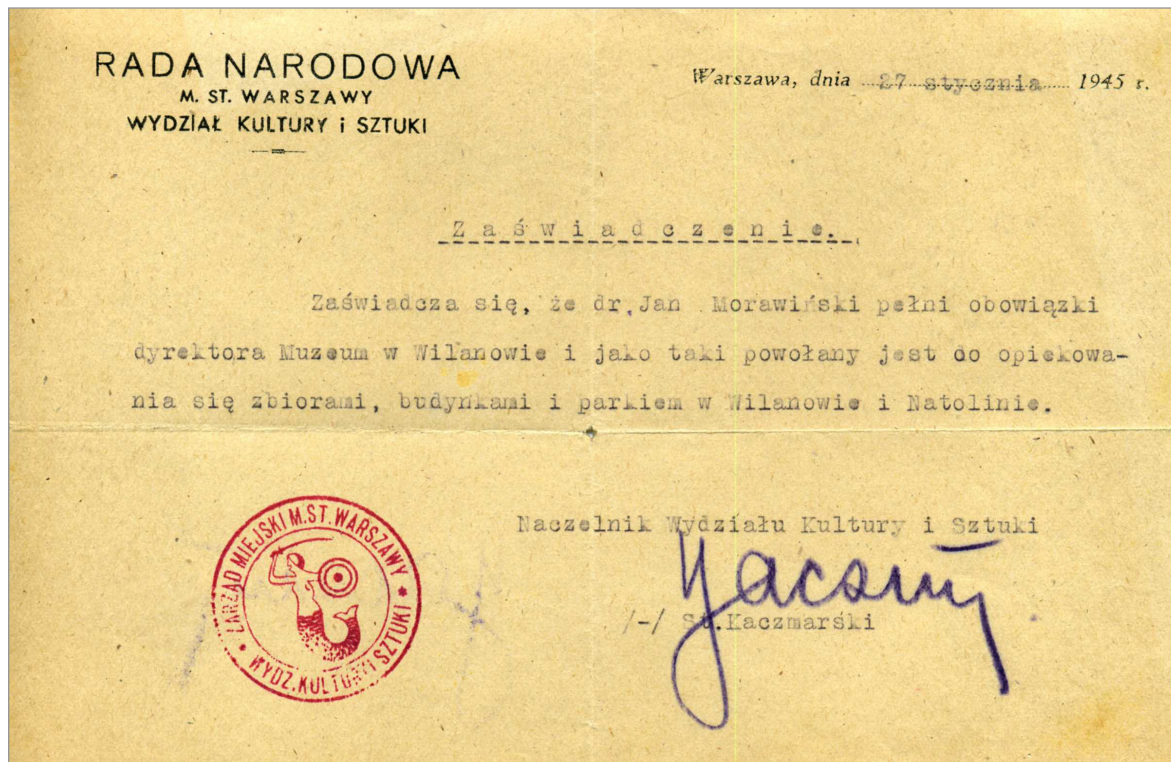 RADA NARODOWA
M. ST. WARSZAWY
WYDZIAŁ KULTURY i SZTUKI
Warszawa, dnia 27 stycznia 1945 r.
Zaświadczenie.
Zaświadcza się, że dr,Jan Morawiński pełni obowiązki
dyrektora Muzeum w Wilanowie i jako taki powołany jest do opiekowa-
nia się zbiorami, budynkami i parkiem w Wilanowie i Natolinie.
ZARZĄD MIEJSKI M.ST.WARSZAWY
* WYDZ.KULTURY I SZTUKI *
Naczelnik Wydziału Kultury i Sztuki
/-/ St.Kaczmarski